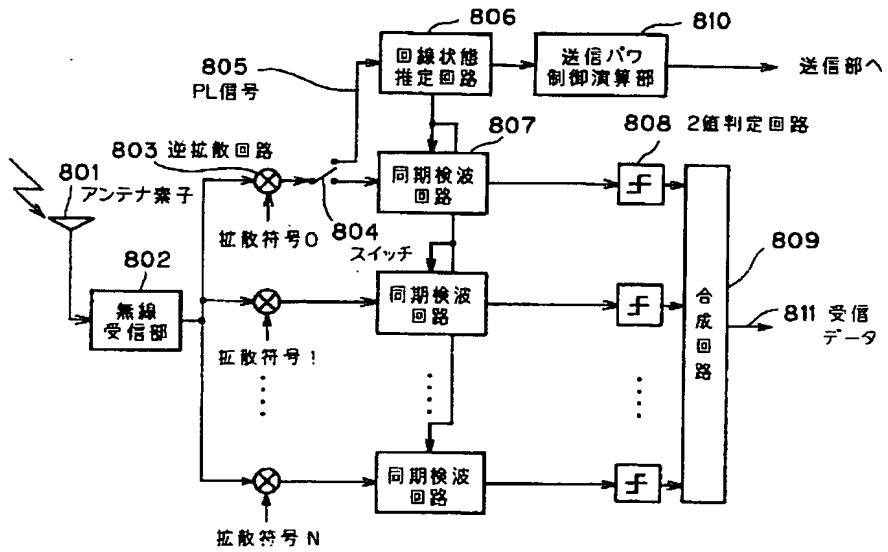 806
810
回線状態
推定回路
送信パワ
制御演算部
送信部へ
805
PL信号
807
808 2値判定回路
803 逆拡散回路
801
アンテナ素子
同期検波
回路
拡散符号0
804
スイッチ
809
802
無線
受信部
同期検波
回路
合成回路
811 受信
データ
拡散符号1
同期検波
回路
拡散符号N